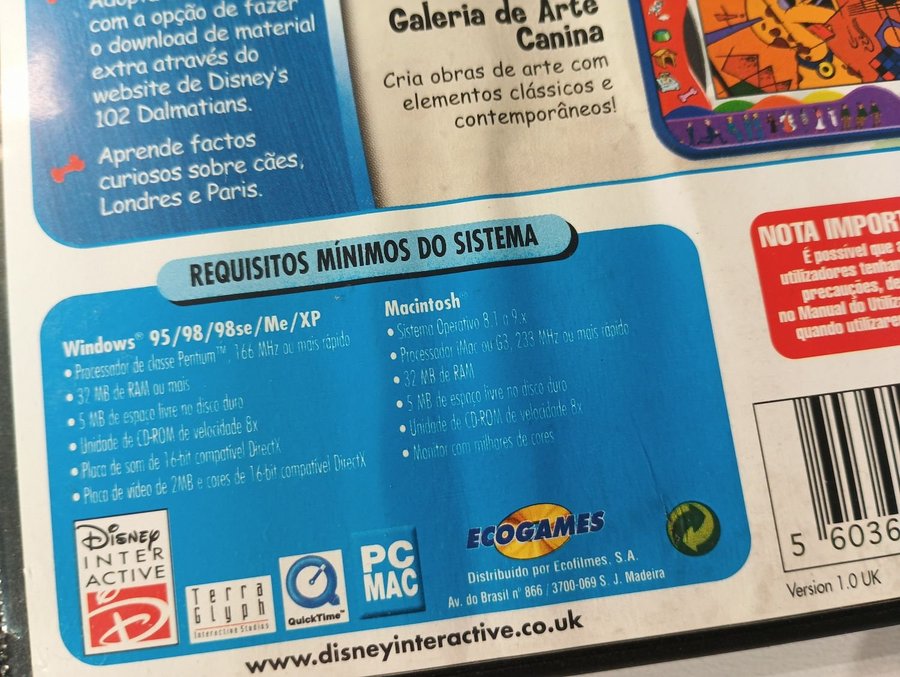 com a opção de fazer
o download de material
extra através do
website de Disney's
102 Dalmatians.
Aprende factos
curiosos sobre cães,
Londres e Paris.
Galeria de Arte
Canina
Cria obras de arte com
elementos clássicos e
contemporâneos!
REQUISITOS MÍNIMOS DO SISTEMA
Windows® 95/98/98se/Me/XP
• Processador de classe Pentium™, 166 MHz ou mais rápido
• 32 MB de RAM ou mais
• 5 MB de espaço livre no disco duro
• Unidade de CD-ROM de velocidade 8x
• Placa de som de 16-bit compatível DirectX
• Placa de vídeo de 2MB e cores de 16-bit compatível DirectX
Macintosh
• Sistema Operativo 8.1 a 9.x
• Processador iMac ou G3, 233 MHz ou mais rápido
• 32 MB de RAM
• 5 MB de espaço livre no disco duro
• Unidade de CD-ROM de velocidade 8x
• Monitor com milhares de cores
NOTA IMPOR
É possível que a
utilizadores tenha
precauções, de
no Manual do Utiliz
quando utilizare
DISNEY
INTER
ACTIVE
Terra
Glyph
Interactive Studios
QuickTime™
PC
MAC
ECOGAMES
Distribuído por Ecofilmes. S.A.
Av. do Brasil nº 866 / 3700-069 S. J. Madeira
www.disneyinteractive.co.uk
5 6036
Version 1.0 UK